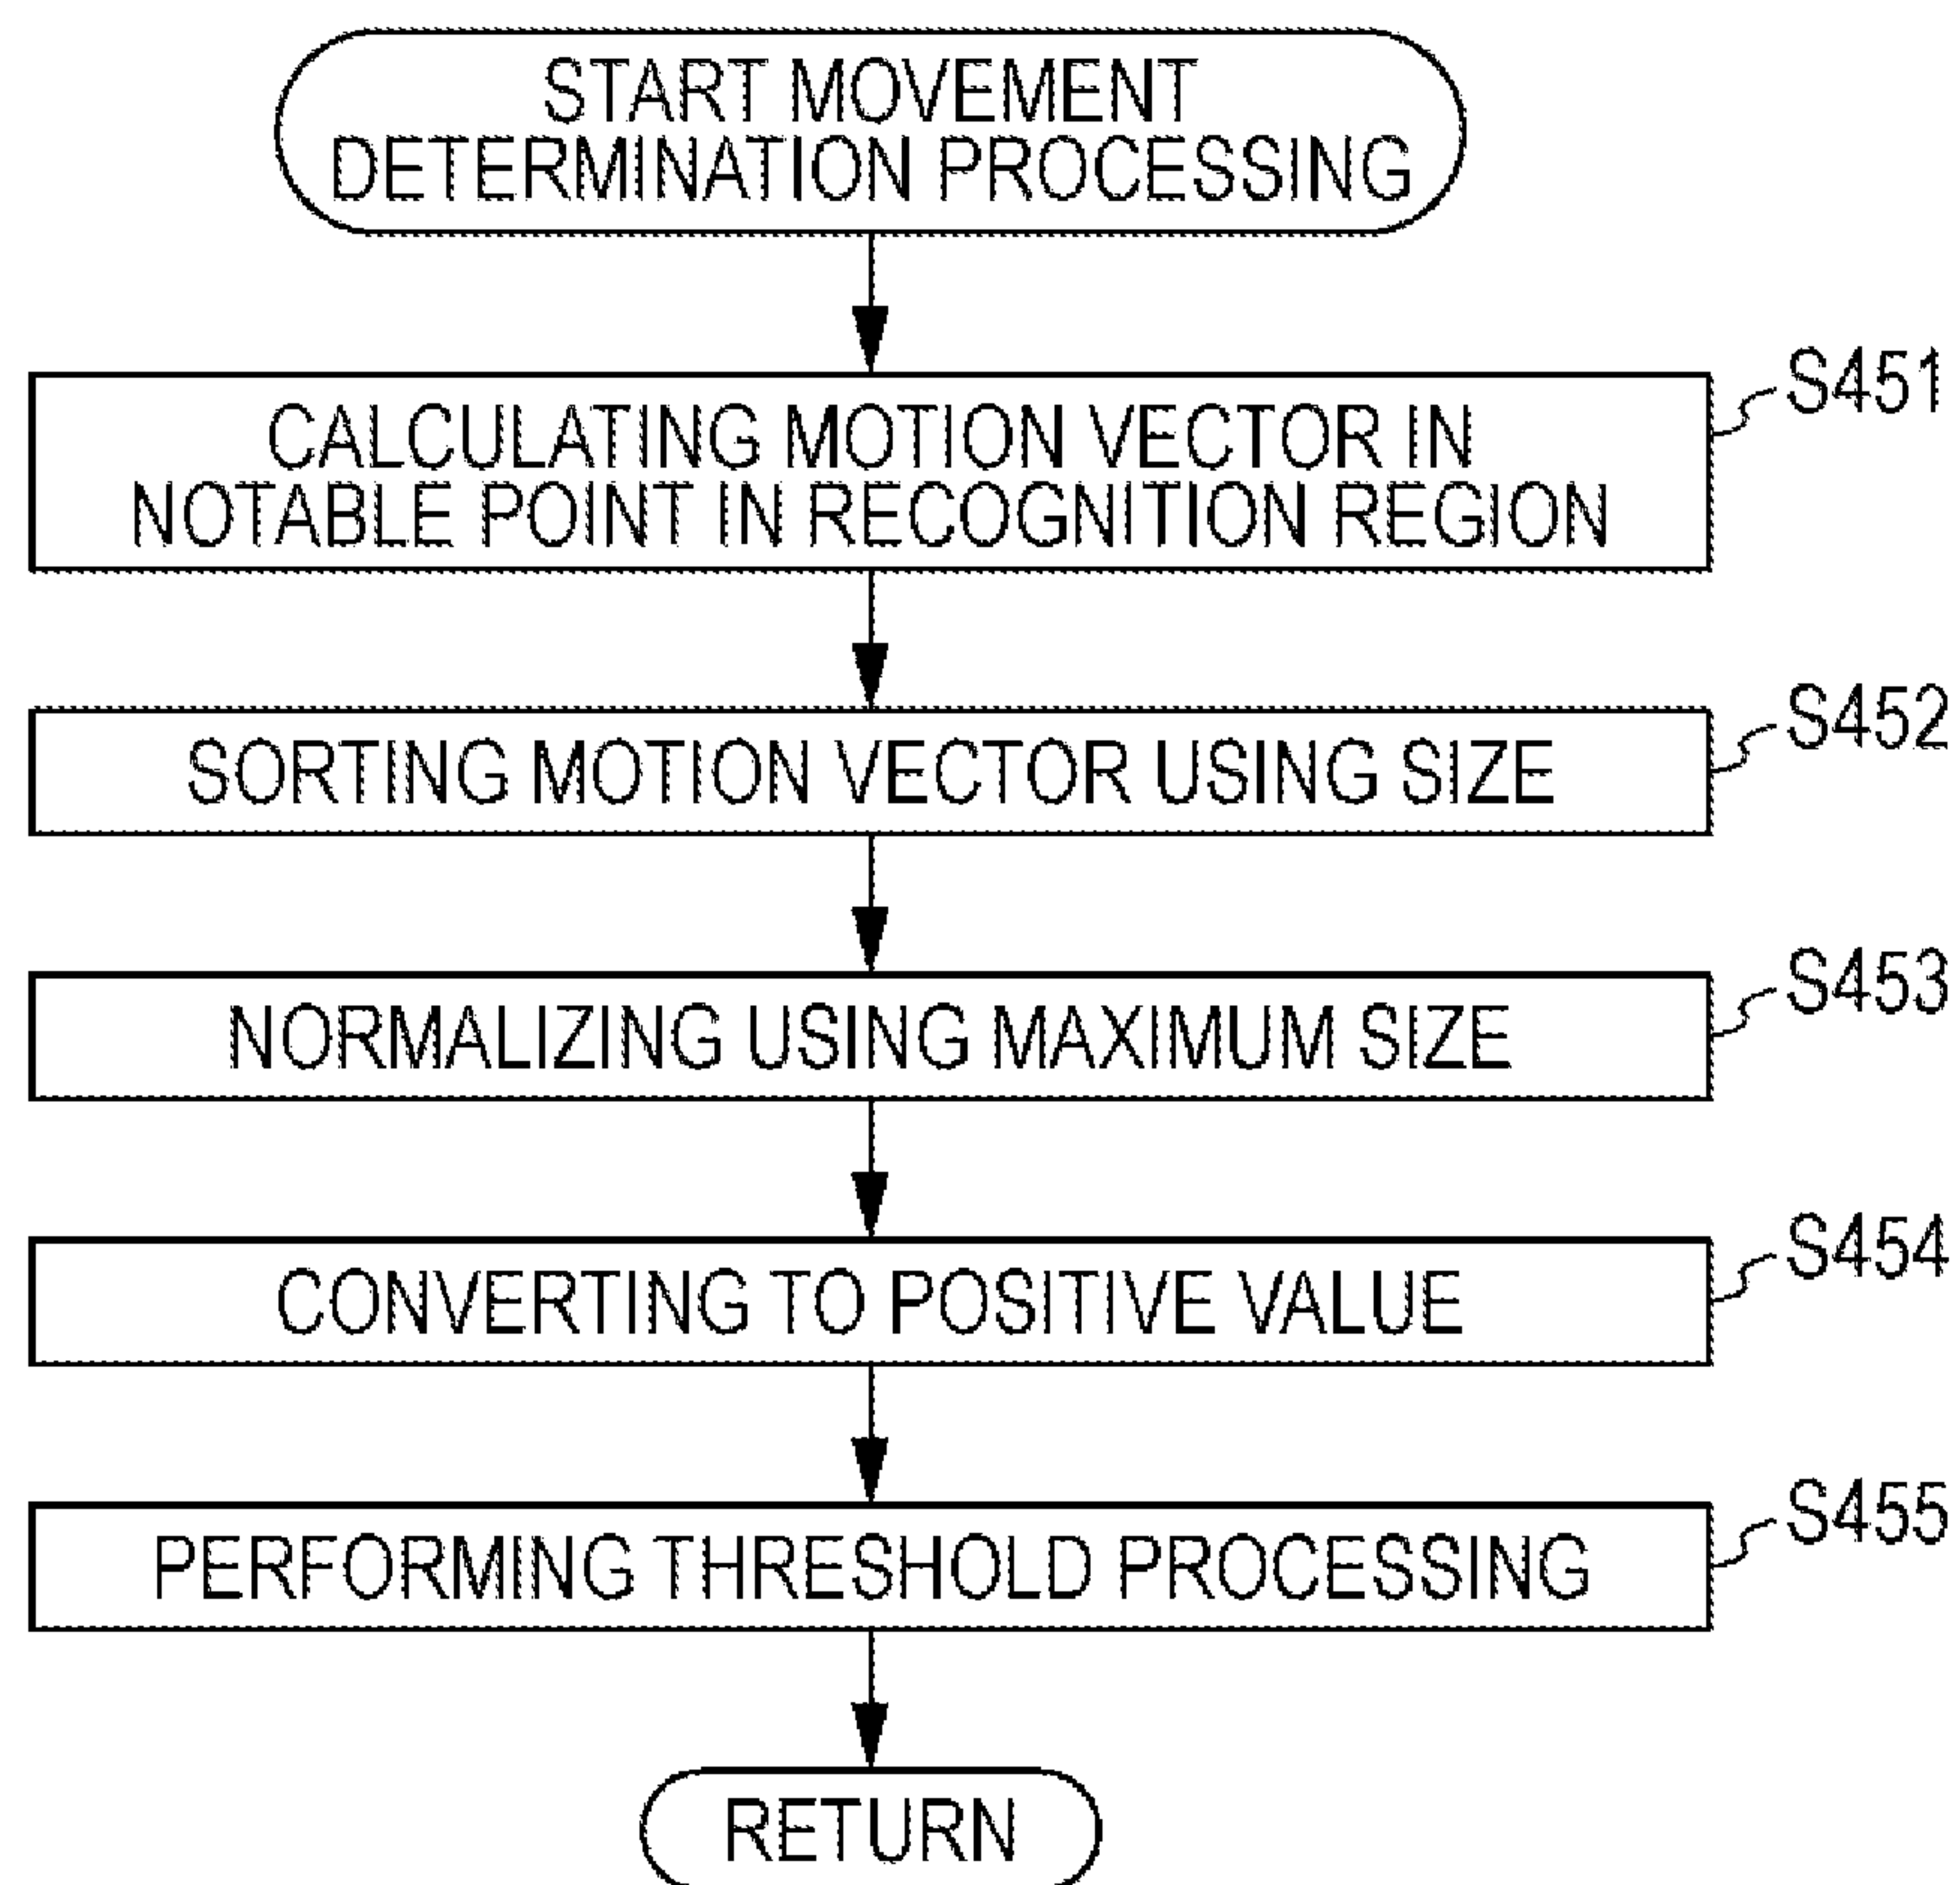 START MOVEMENT
DETERMINATION PROCESSING
S451
CALCULATING MOTION VECTOR IN
NOTABLE POINT IN RECOGNITION REGION
S452
SORTING MOTION VECTOR USING SIZE
S453
NORMALIZING USING MAXIMUM SIZE
S454
CONVERTING TO POSITIVE VALUE
S455
PERFORMING THRESHOLD PROCESSING
RETURN